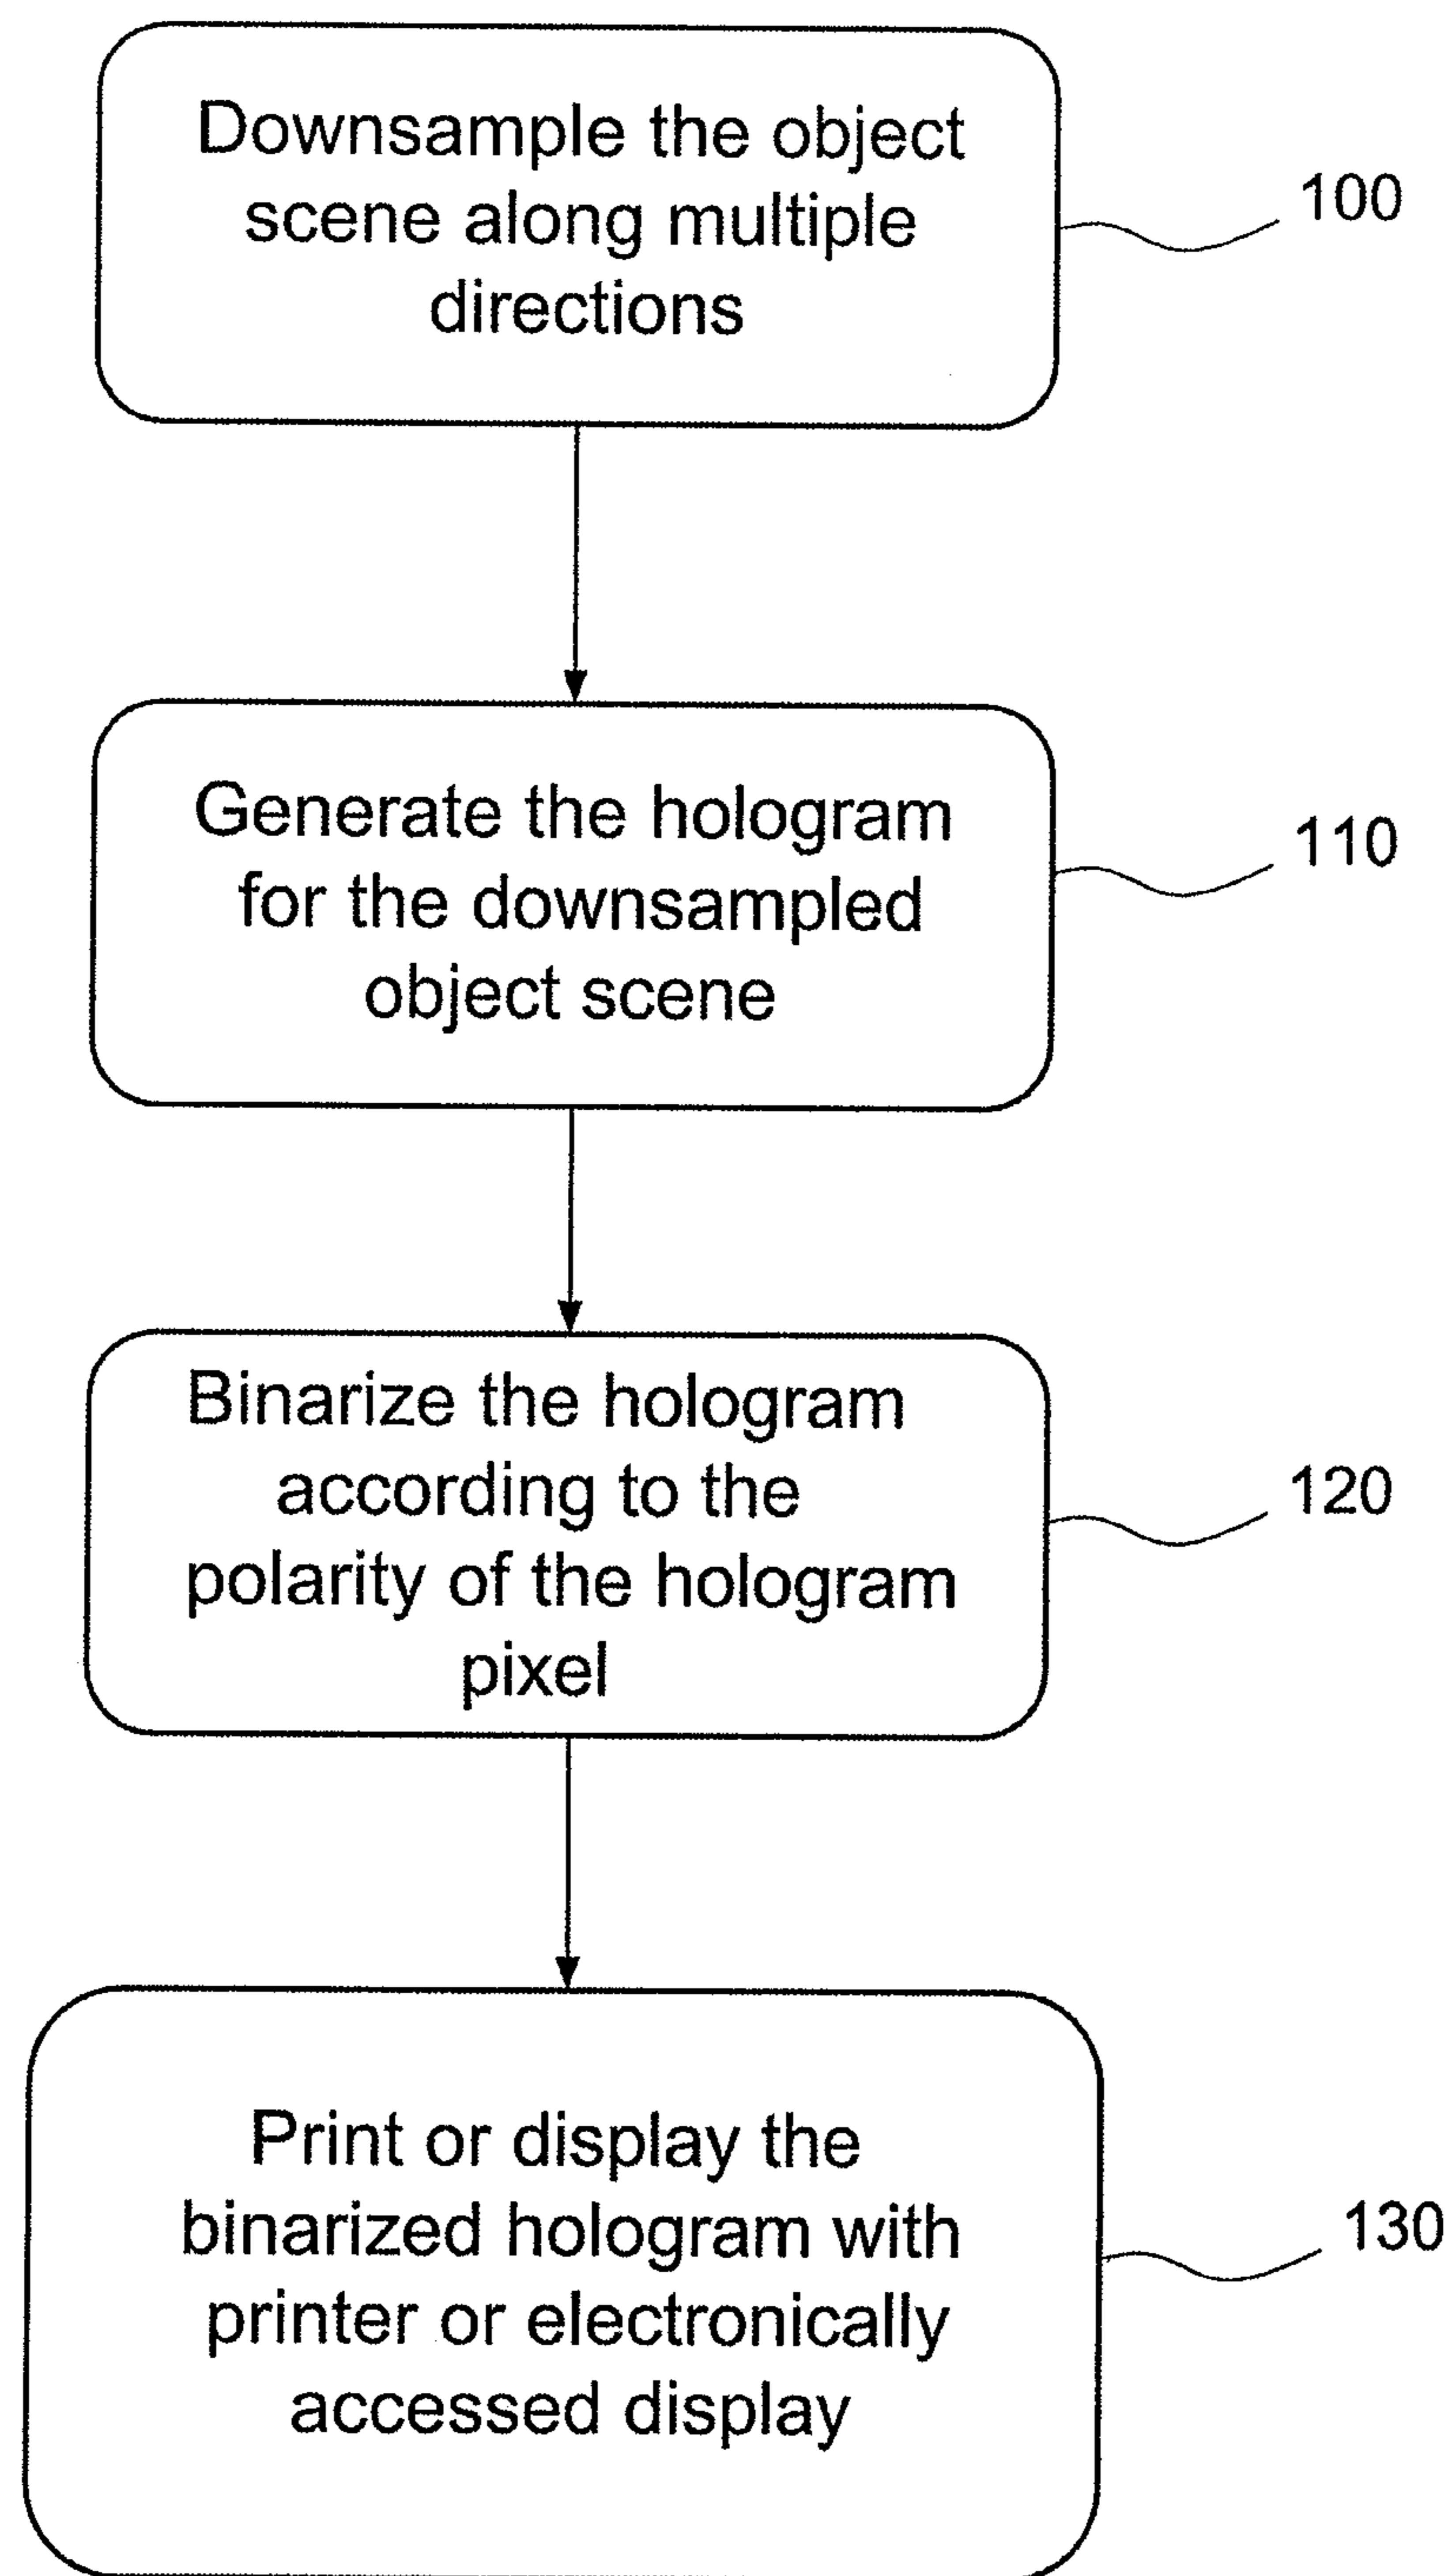 Downsample the object
scene along multiple
directions
100
Generate the hologram
for the downsampled
object scene
110
Binarize the hologram
according to the
polarity of the hologram
pixel
120
Print or display the
binarized hologram with
printer or electronically
accessed display
130